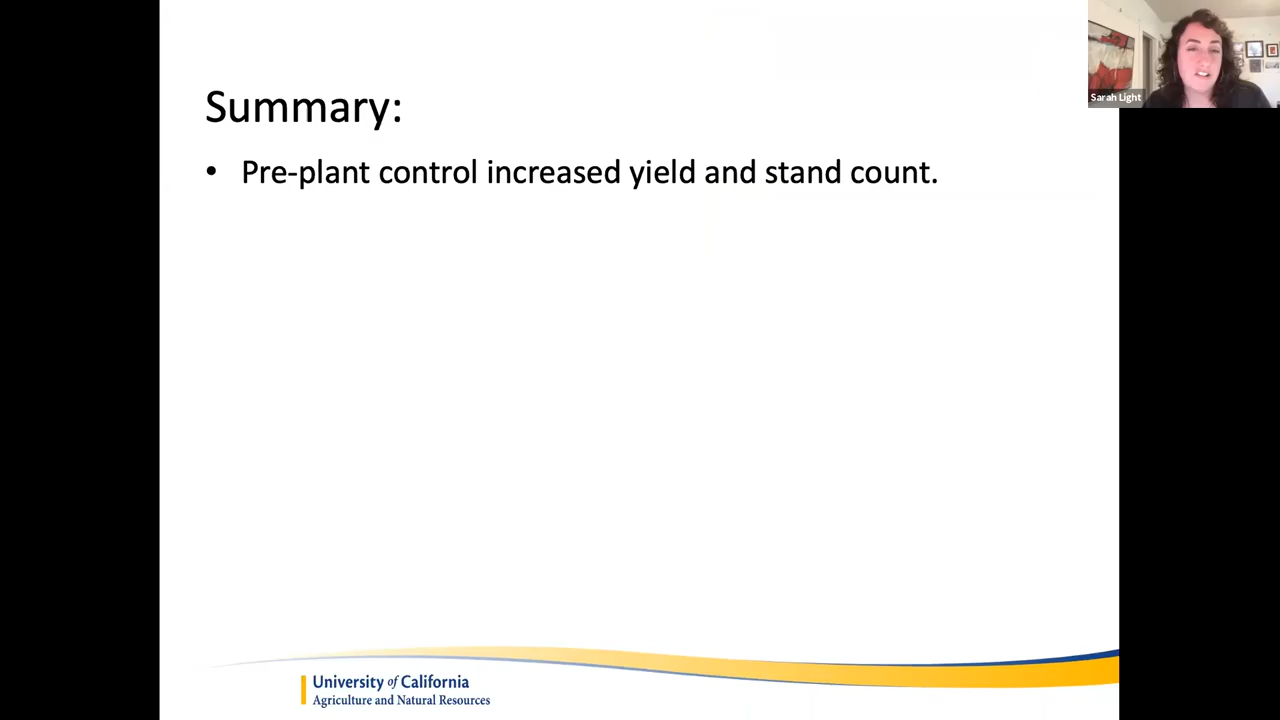 Sarah Light
Summary:
• Pre-plant control increased yield and stand count.
University of California
Agriculture and Natural Resources